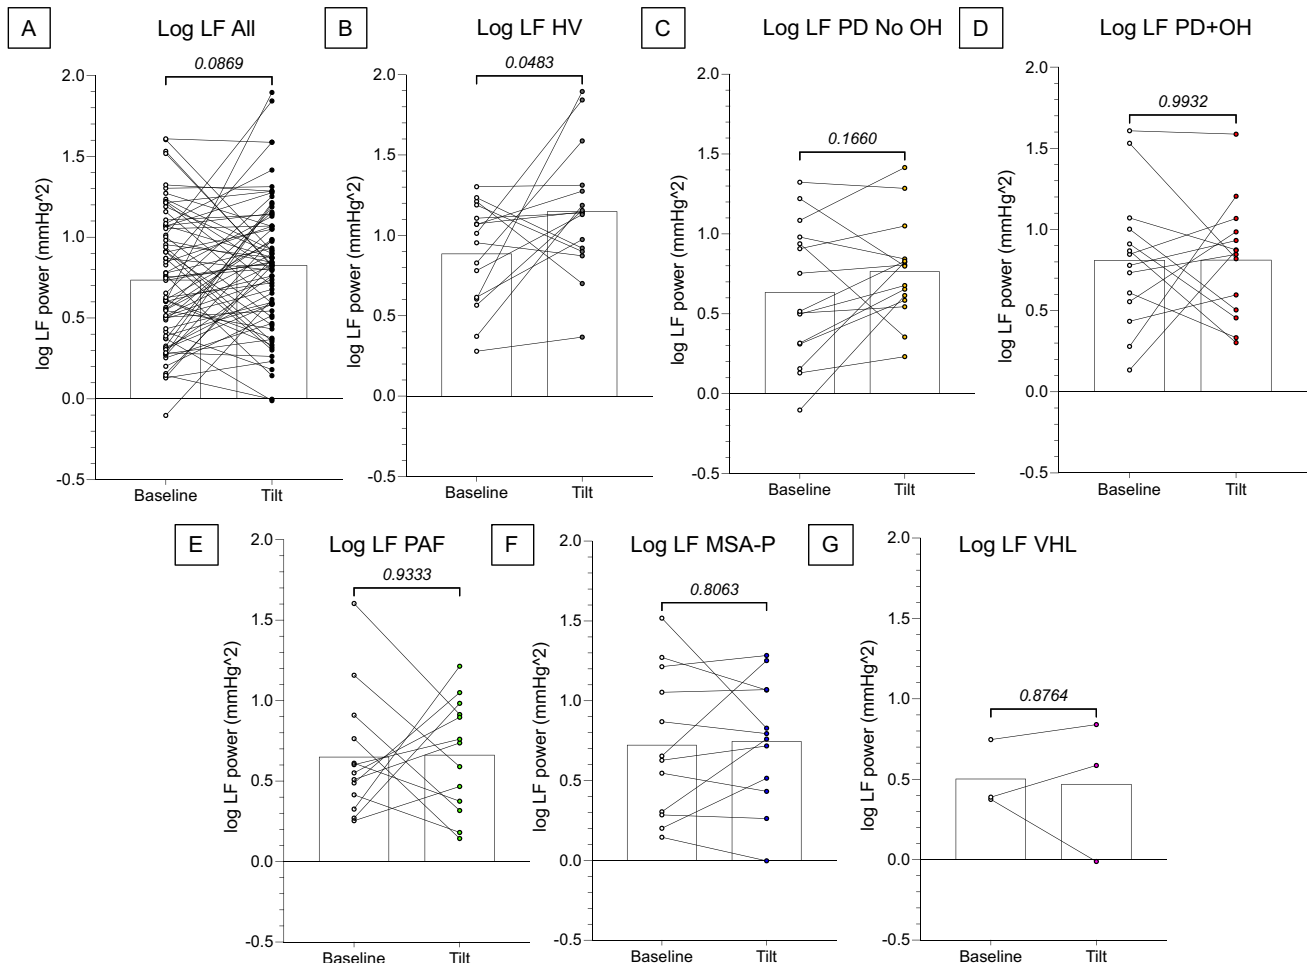 A
Log LF All
0.0869
log LF power (mmHg^2)
2.0
1.5
1.0
0.5
0.0
-0.5
Baseline
Tilt
B
Log LF HV
0.0483
log LF power (mmHg^2)
2.0
1.5
1.0
0.5
0.0
-0.5
Baseline
Tilt
C
Log LF PD No OH
0.1660
log LF power (mmHg^2)
2.0
1.5
1.0
0.5
0.0
-0.5
Baseline
Tilt
D
Log LF PD+OH
0.9932
log LF power (mmHg^2)
2.0
1.5
1.0
0.5
0.0
-0.5
Baseline
Tilt
E
Log LF PAF
0.9333
log LF power (mmHg^2)
2.0
1.5
1.0
0.5
0.0
-0.5
Baseline
Tilt
F
Log LF MSA-P
0.8063
log LF power (mmHg^2)
2.0
1.5
1.0
0.5
0.0
-0.5
Baseline
Tilt
G
Log LF VHL
0.8764
log LF power (mmHg^2)
2.0
1.5
1.0
0.5
0.0
-0.5
Baseline
Tilt